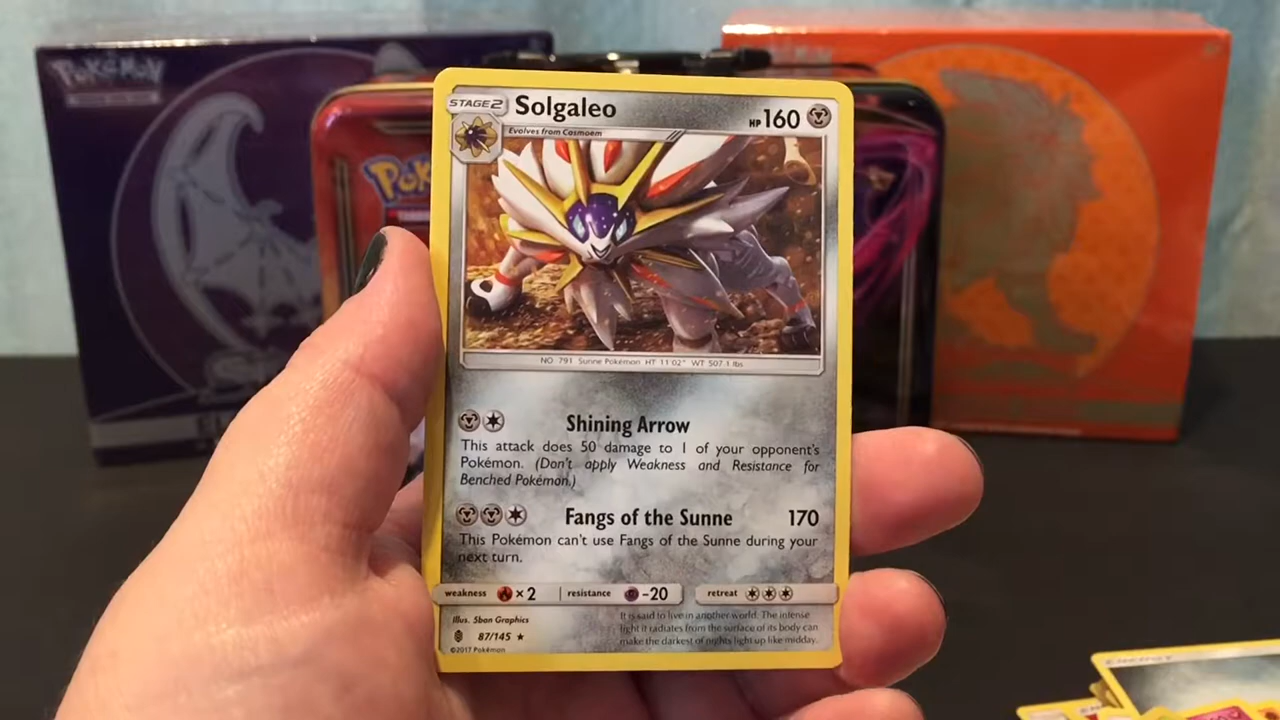 POKÉMON
POK
STAGE 2
Solgaleo
HP 160
Evolves from Cosmoem
NO 791 Sunne Pokémon HT 11'02" WT 507.1 lbs
Shining Arrow
This attack does 50 damage to 1 of your opponent's
Pokémon. (Don't apply Weakness and Resistance for
Benched Pokémon.)
Fangs of the Sunne 170
This Pokémon can't use Fangs of the Sunne during your
next turn.
weakness ×2 resistance -20 retreat
Illus. 5ban Graphics
87/145 ★
©2017 Pokémon
It is said to live in another world. The intense
light it radiates from the surface of its body can
make the darkest of nights light up like midday.
ENERGY